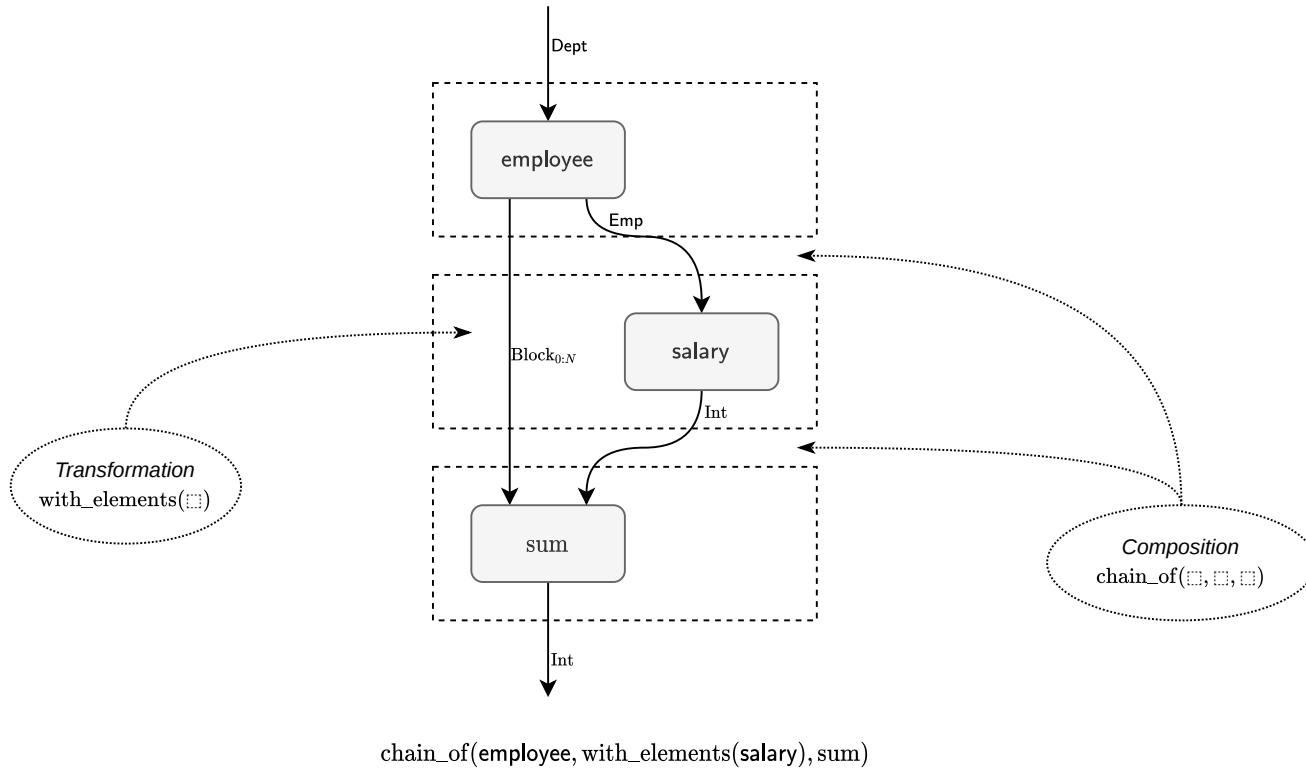 Dept
employee
Emp
Block₀:N
salary
Int
Transformation
with_elements(⬚)
sum
Composition
chain_of(⬚, ⬚, ⬚)
Int
chain_of(employee, with_elements(salary), sum)